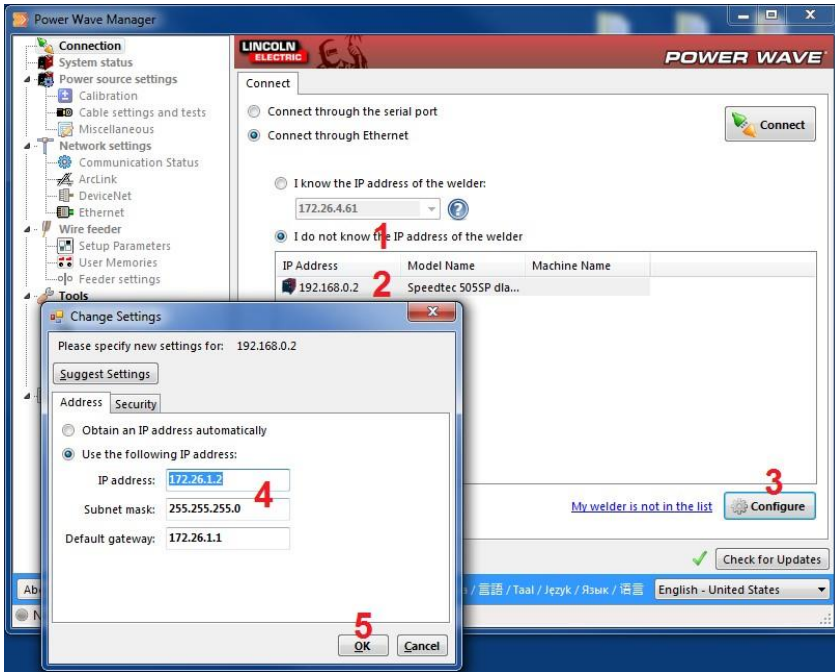 Power Wave Manager
Connection
System status
Power source settings
Calibration
Cable settings and tests
Miscellaneous
Network settings
Communication Status
ArcLink
DeviceNet
Ethernet
Wire feeder
Setup Parameters
User Memories
Feeder settings
Tools
LINCOLN
ELECTRIC
POWER WAVE
Connect
Connect through the serial port
Connect through Ethernet
Connect
I know the IP address of the welder:
172.26.4.61
1
I do not know the IP address of the welder
IP Address Model Name Machine Name
192.168.0.2 2 Speedtec 505SP dla...
Change Settings
Please specify new settings for: 192.168.0.2
Suggest Settings
Address Security
Obtain an IP address automatically
Use the following IP address:
IP address: 172.26.1.2
4
Subnet mask: 255.255.255.0
Default gateway: 172.26.1.1
5
OK Cancel
3
My welder is not in the list Configure
Check for Updates
/ 言語 / Taal / Język / Язык / 语言 English - United States